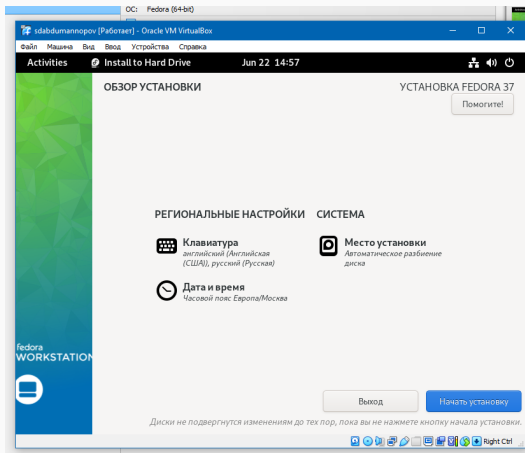 ОС: Fedora (64-bit)
sdabdumannopov [Работает] - Oracle VM VirtualBox
Файл Машина Вид Ввод Устройства Справка
Activities Install to Hard Drive Jun 22 14:57
ОБЗОР УСТАНОВКИ
УСТАНОВКА FEDORA 37
Помогите!
РЕГИОНАЛЬНЫЕ НАСТРОЙКИ
Клавиатура
английский (Английская
(США)), русский (Русская)
Дата и время
Часовой пояс Европа/Москва
СИСТЕМА
Место установки
Автоматическое разбиение
диска
fedora
WORKSTATION
Выход
Начать установку
Диски не подвергнутся изменениям до тех пор, пока вы не нажмете кнопку начала установки.
Right Ctrl